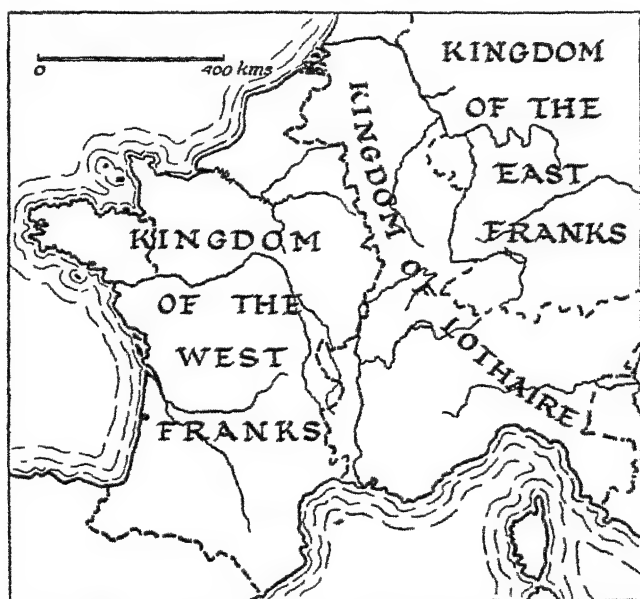 0 400 kms
KINGDOM
OF THE
EAST
FRANKS
KINGDOM OF LOTHAIRE
KINGDOM
OF THE
WEST
FRANKS